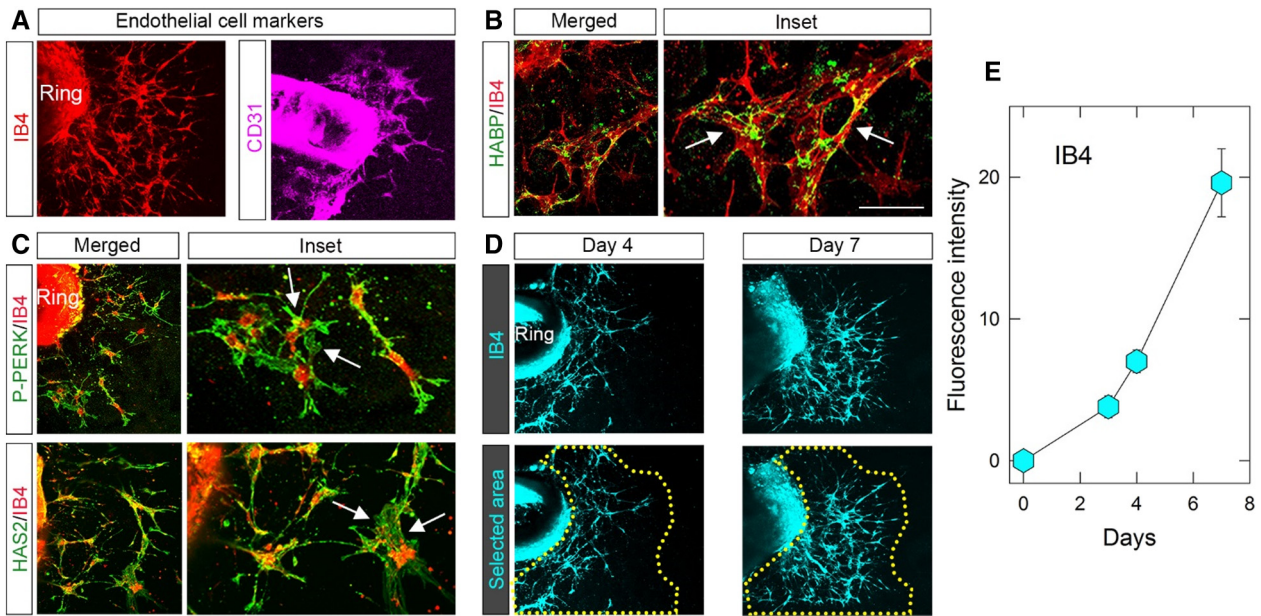 A
Endothelial cell markers
IB4
Ring
CD31
B
Merged
Inset
HABP/IB4
C
Merged
Inset
P-PERK/IB4
Ring
HAS2/IB4
D
Day 4
Day 7
IB4
Ring
Selected area
E
IB4
Fluorescence intensity
20
10
0
0
2
4
6
8
Days